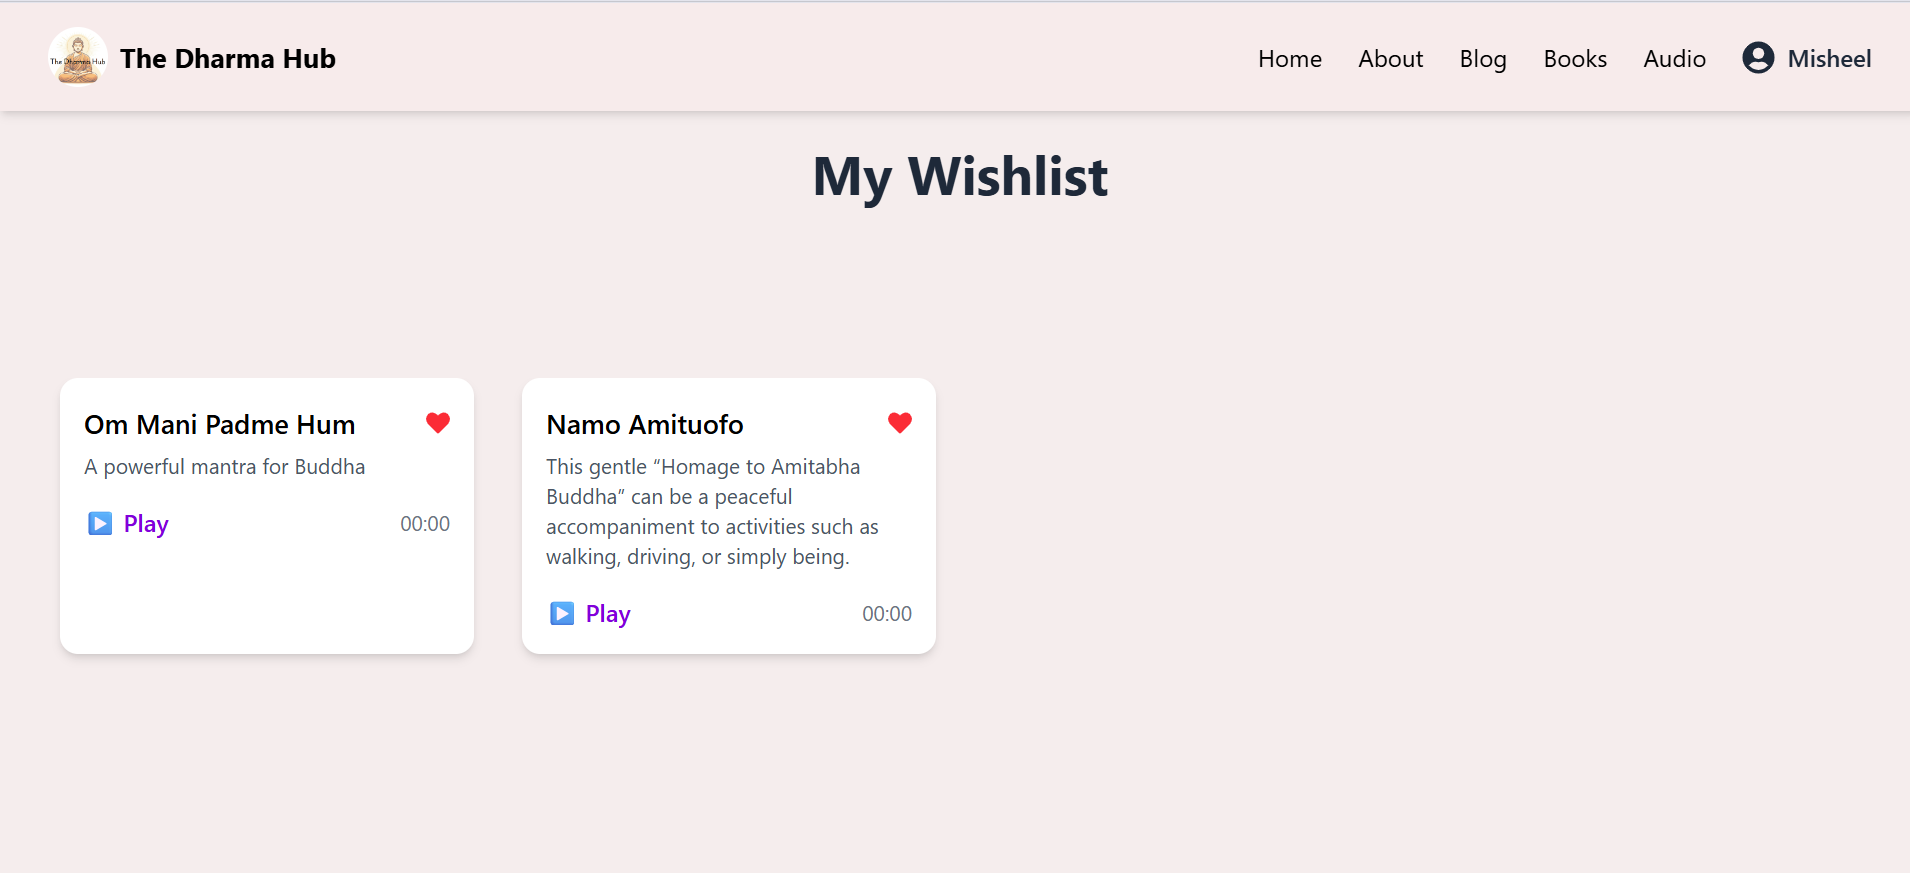 The Dharma Hub
The Dharma Hub
Home About Blog Books Audio Misheel
My Wishlist
Om Mani Padme Hum
A powerful mantra for Buddha
Play 00:00
Namo Amituofo
This gentle “Homage to Amitabha
Buddha” can be a peaceful
accompaniment to activities such as
walking, driving, or simply being.
Play 00:00